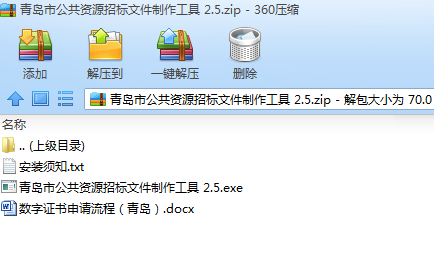 青岛市公共资源招标文件制作工具 2.5.zip - 360压缩
添加 解压到 一键解压 删除
青岛市公共资源招标文件制作工具 2.5.zip - 解包大小为 70.0
名称
.. (上级目录)
安装须知.txt
青岛市公共资源招标文件制作工具 2.5.exe
数字证书申请流程（青岛）.docx